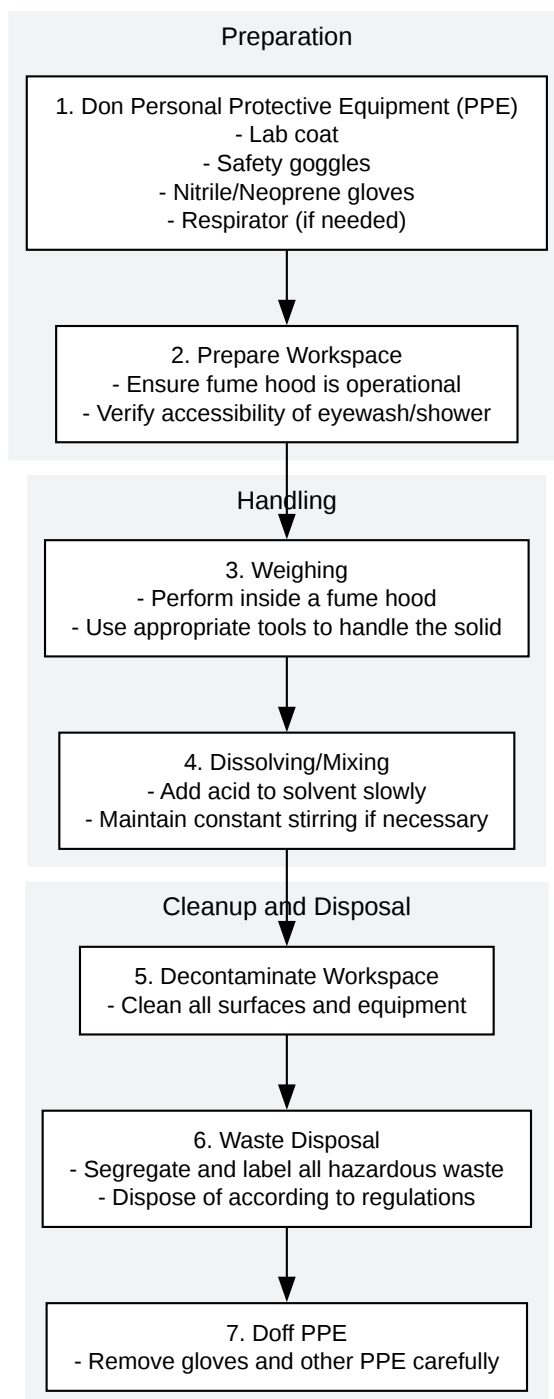 Preparation
1. Don Personal Protective Equipment (PPE)
- Lab coat
- Safety goggles
- Nitrile/Neoprene gloves
- Respirator (if needed)
2. Prepare Workspace
- Ensure fume hood is operational
- Verify accessibility of eyewash/shower
Handling
3. Weighing
- Perform inside a fume hood
- Use appropriate tools to handle the solid
4. Dissolving/Mixing
- Add acid to solvent slowly
- Maintain constant stirring if necessary
Cleanup and Disposal
5. Decontaminate Workspace
- Clean all surfaces and equipment
6. Waste Disposal
- Segregate and label all hazardous waste
- Dispose of according to regulations
7. Doff PPE
- Remove gloves and other PPE carefully